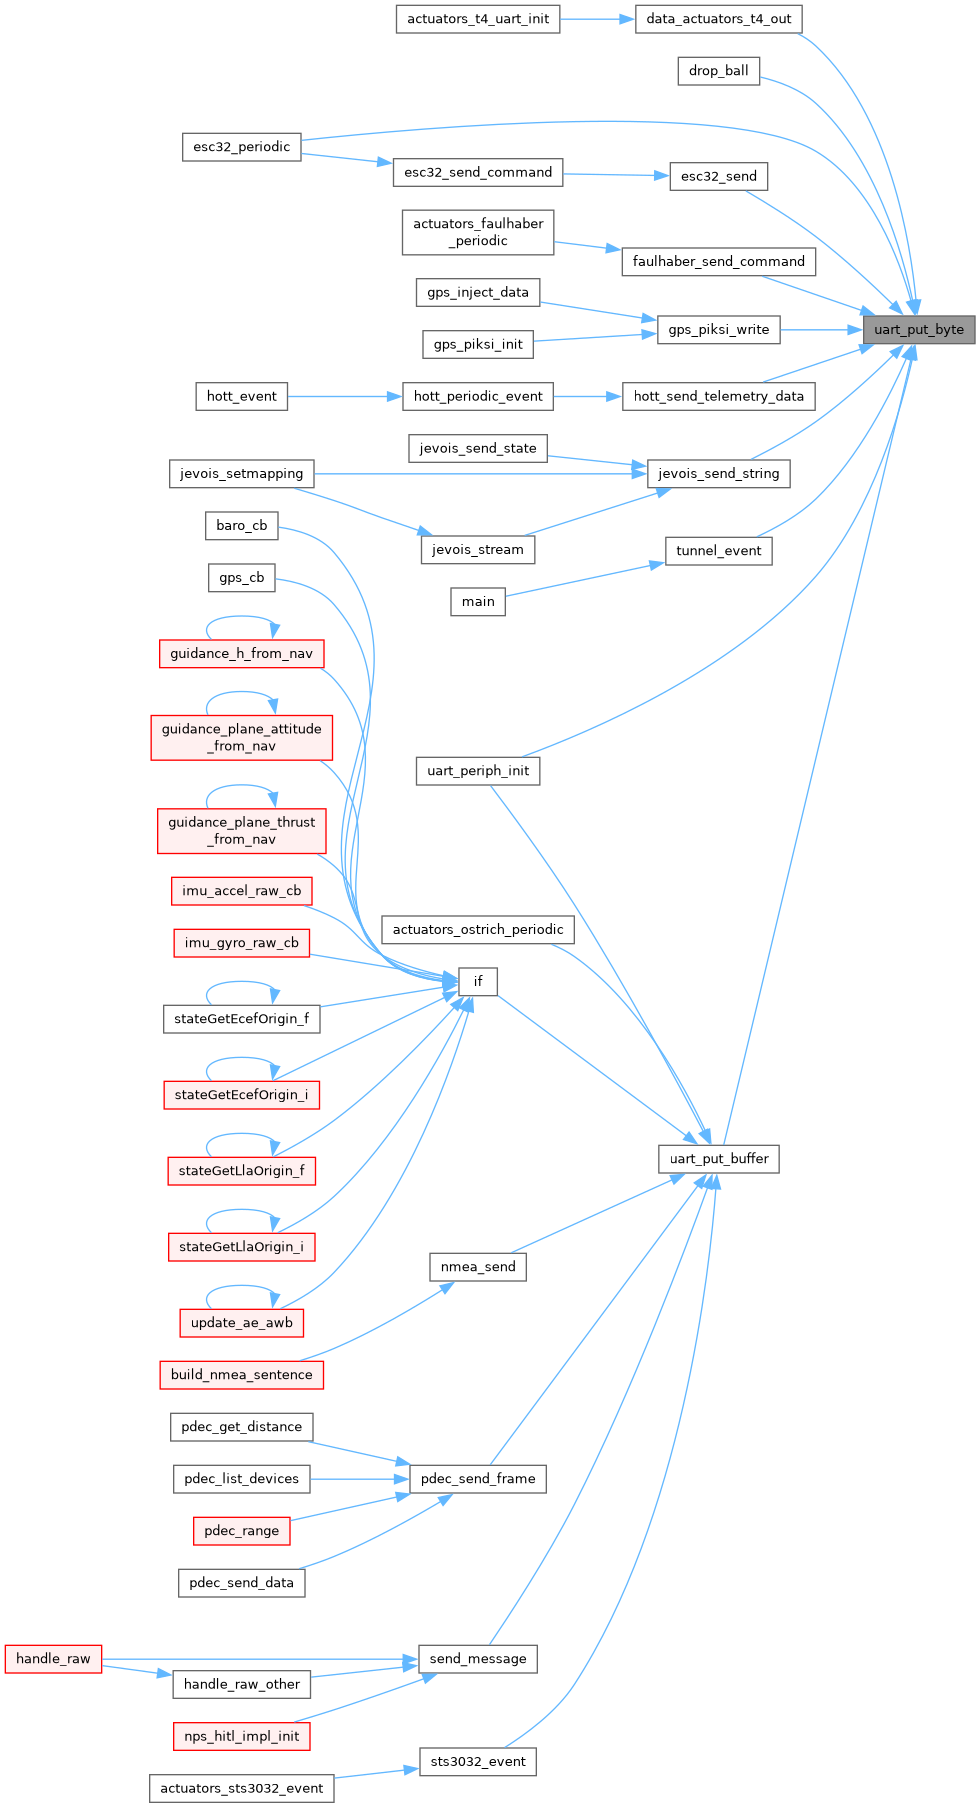 actuators_t4_uart_init
data_actuators_t4_out
drop_ball
esc32_periodic
esc32_send_command
esc32_send
actuators_faulhaber
_periodic
faulhaber_send_command
gps_inject_data
gps_piksi_write
uart_put_byte
gps_piksi_init
hott_event
hott_periodic_event
hott_send_telemetry_data
jevois_send_state
jevois_setmapping
jevois_send_string
baro_cb
jevois_stream
tunnel_event
gps_cb
main
guidance_h_from_nav
guidance_plane_attitude
_from_nav
uart_periph_init
guidance_plane_thrust
_from_nav
imu_accel_raw_cb
actuators_ostrich_periodic
imu_gyro_raw_cb
if
stateGetEcefOrigin_f
stateGetEcefOrigin_i
stateGetLlaOrigin_f
uart_put_buffer
stateGetLlaOrigin_i
nmea_send
update_ae_awb
build_nmea_sentence
pdec_get_distance
pdec_list_devices
pdec_send_frame
pdec_range
pdec_send_data
handle_raw
send_message
handle_raw_other
nps_hitl_impl_init
sts3032_event
actuators_sts3032_event